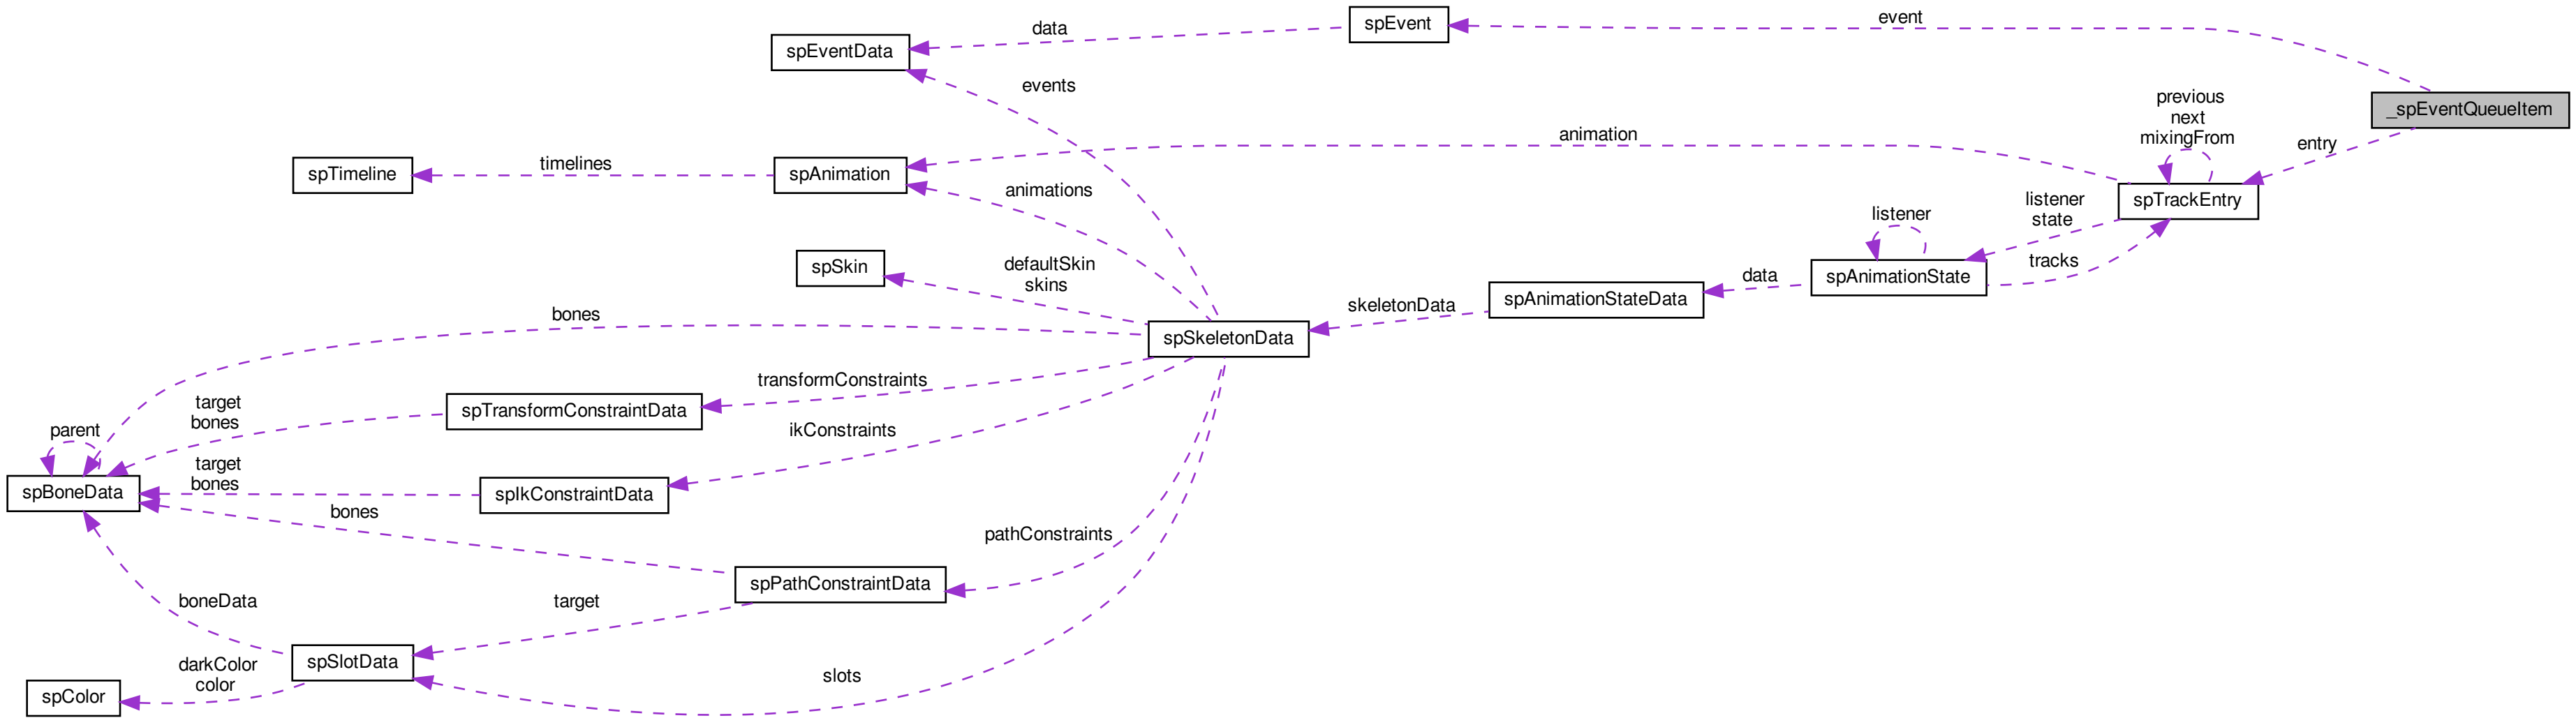 event
spEvent
data
spEventData
events
previous
next
mixingFrom
_spEventQueueItem
animation
entry
timelines
spTimeline
spAnimation
animations
spTrackEntry
listener
state
listener
tracks
spSkin
defaultSkin
skins
data
spAnimationState
spAnimationStateData
skeletonData
bones
spSkeletonData
transformConstraints
target
bones
spTransformConstraintData
parent
ikConstraints
target
bones
spBoneData
spIkConstraintData
bones
pathConstraints
spPathConstraintData
boneData
target
spSlotData
darkColor
color
slots
spColor